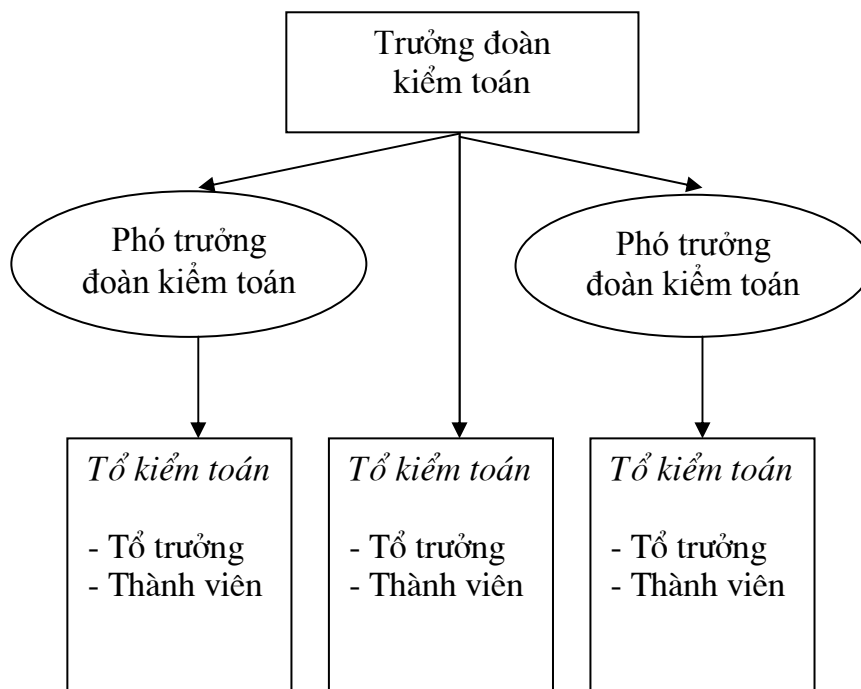 Trưởng đoàn
kiểm toán
Phó trưởng
đoàn kiểm toán
Phó trưởng
đoàn kiểm toán
Tổ kiểm toán
- Tổ trưởng
- Thành viên
Tổ kiểm toán
- Tổ trưởng
- Thành viên
Tổ kiểm toán
- Tổ trưởng
- Thành viên